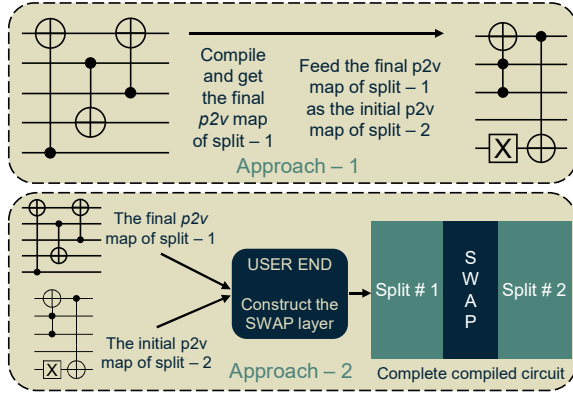 Compile
and get
the final
p2v map
of split – 1
Feed the final p2v
map of split – 1
as the initial p2v
map of split – 2
X
Approach – 1
The final p2v
map of split – 1
The initial p2v
map of split – 2
X
USER END
Construct the
SWAP layer
Approach – 2
Split # 1
S
W
A
P
Split # 2
Complete compiled circuit